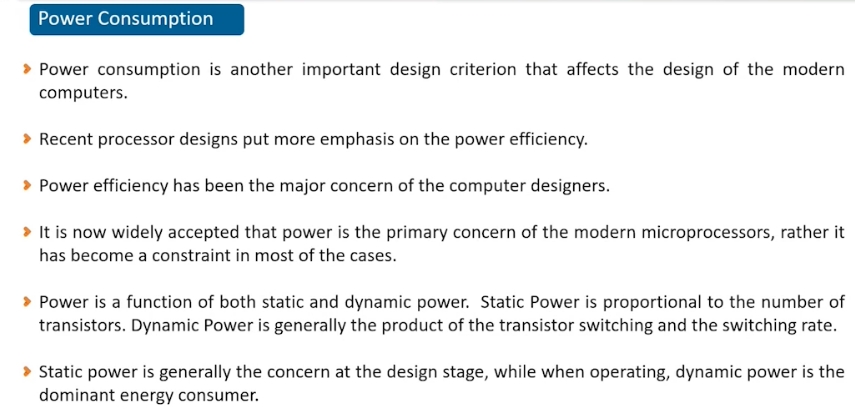 Power Consumption
Power consumption is another important design criterion that affects the design of the modern
computers.
Recent processor designs put more emphasis on the power efficiency.
Power efficiency has been the major concern of the computer designers.
It is now widely accepted that power is the primary concern of the modern microprocessors, rather it
has become a constraint in most of the cases.
Power is a function of both static and dynamic power.  Static Power is proportional to the number of
transistors. Dynamic Power is generally the product of the transistor switching and the switching rate.
Static power is generally the concern at the design stage, while when operating, dynamic power is the
dominant energy consumer.